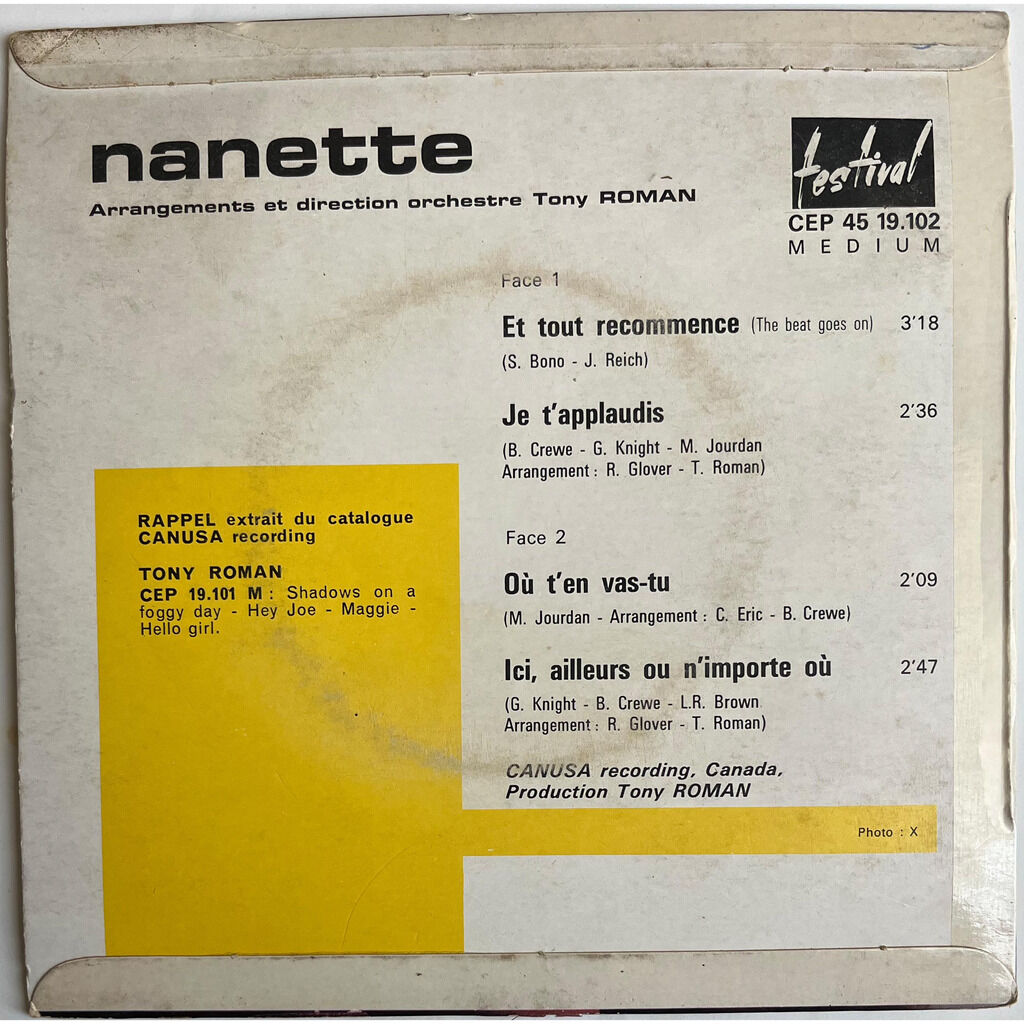 nanette
Arrangements et direction orchestre Tony ROMAN
festival
CEP 45 19.102
MEDIUM
Face 1
Et tout recommence (The beat goes on) 3'18
(S. Bono - J. Reich)
Je t'applaudis 2'36
(B. Crewe - G. Knight - M. Jourdan
Arrangement : R. Glover - T. Roman)
Face 2
Où t'en vas-tu 2'09
(M. Jourdan - Arrangement : C. Eric - B. Crewe)
Ici, ailleurs ou n'importe où 2'47
(G. Knight - B. Crewe - L.R. Brown
Arrangement : R. Glover - T. Roman)
CANUSA recording, Canada,
Production Tony ROMAN
RAPPEL extrait du catalogue
CANUSA recording
TONY ROMAN
CEP 19.101 M : Shadows on a
foggy day - Hey Joe - Maggie -
Hello girl.
Photo : X